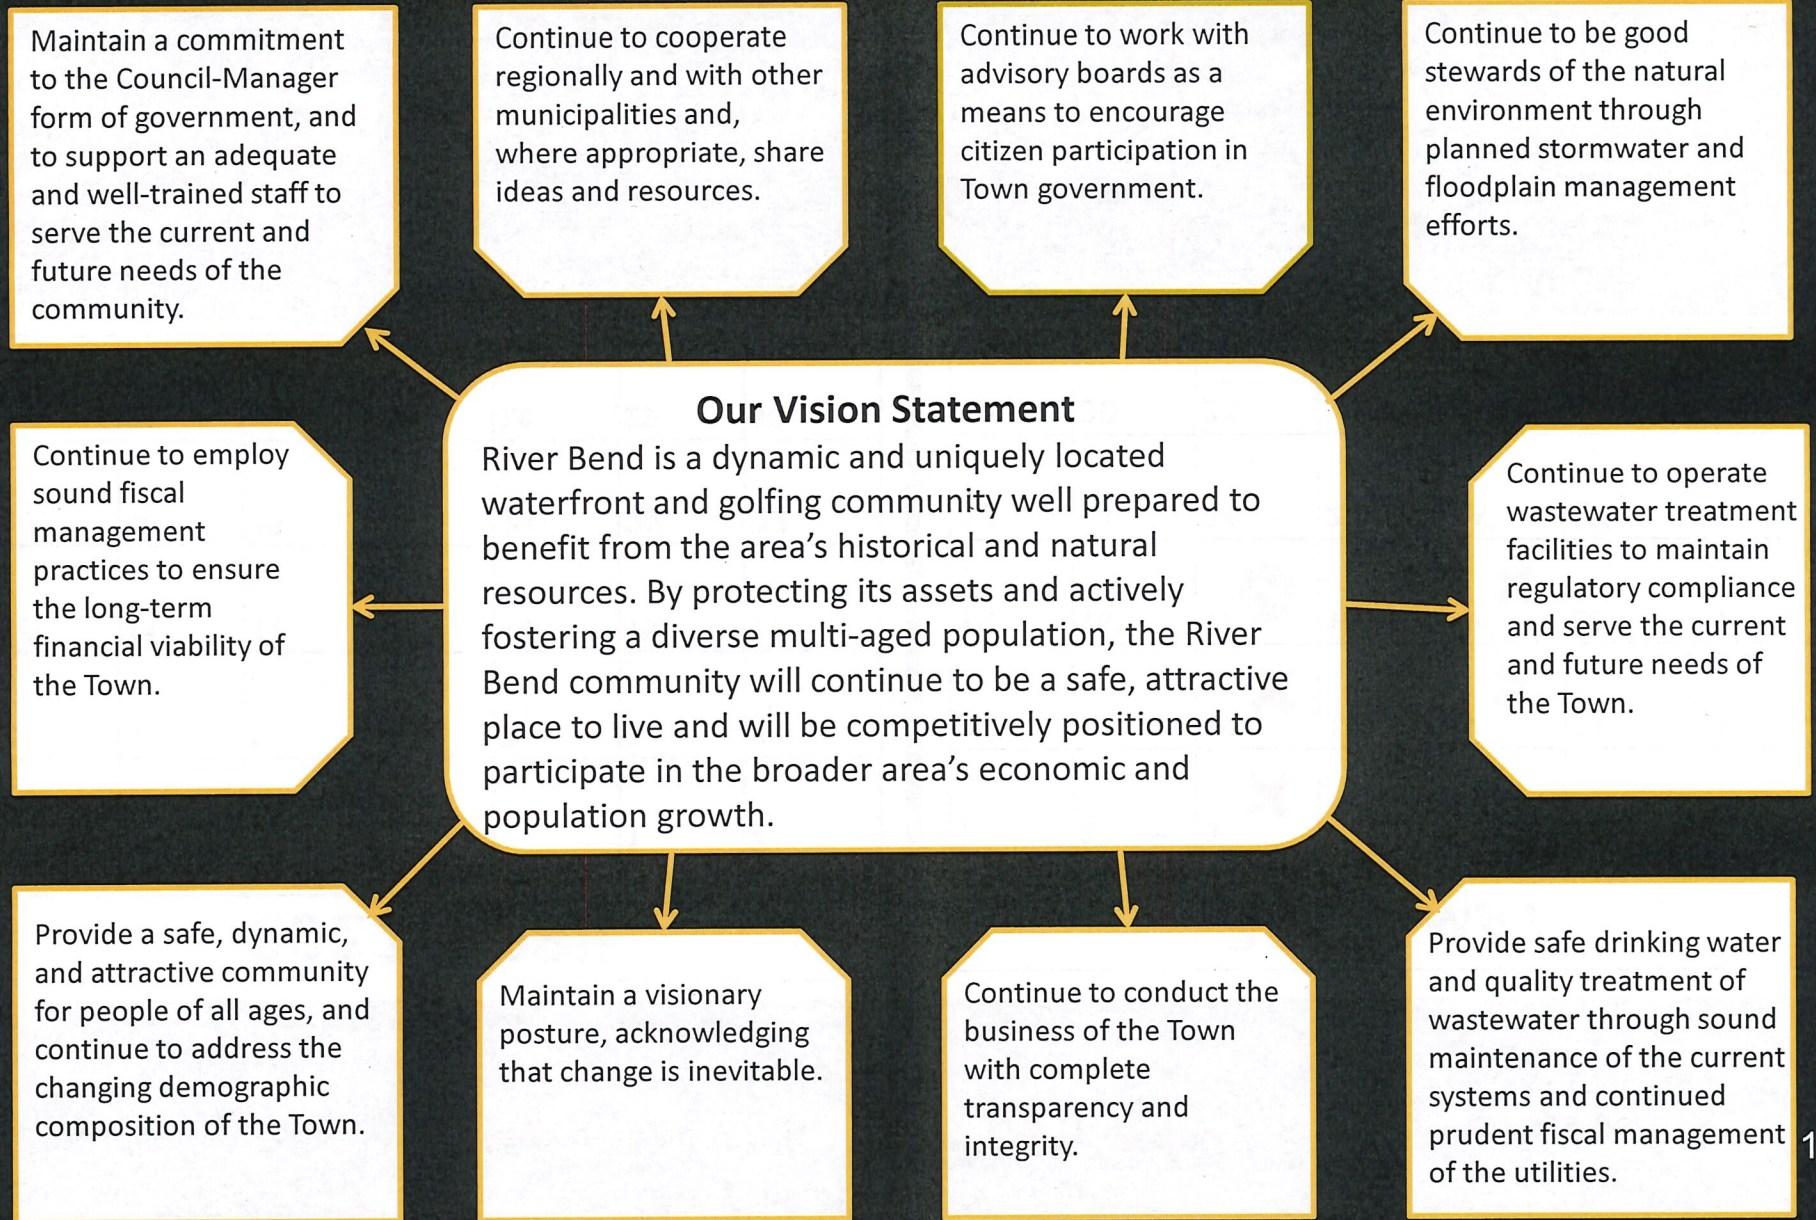 Maintain a commitment
to the Council-Manager
form of government, and
to support an adequate
and well-trained staff to
serve the current and
future needs of the
community.
Continue to cooperate
regionally and with other
municipalities and,
where appropriate, share
ideas and resources.
Continue to work with
advisory boards as a
means to encourage
citizen participation in
Town government.
Continue to be good
stewards of the natural
environment through
planned stormwater and
floodplain management
efforts.
Continue to employ
sound fiscal
management
practices to ensure
the long-term
financial viability of
the Town.
Our Vision Statement
River Bend is a dynamic and uniquely located
waterfront and golfing community well prepared to
benefit from the area’s historical and natural
resources. By protecting its assets and actively
fostering a diverse multi-aged population, the River
Bend community will continue to be a safe, attractive
place to live and will be competitively positioned to
participate in the broader area’s economic and
population growth.
Continue to operate
wastewater treatment
facilities to maintain
regulatory compliance
and serve the current
and future needs of
the Town.
Provide a safe, dynamic,
and attractive community
for people of all ages, and
continue to address the
changing demographic
composition of the Town.
Maintain a visionary
posture, acknowledging
that change is inevitable.
Continue to conduct the
business of the Town
with complete
transparency and
integrity.
Provide safe drinking water
and quality treatment of
wastewater through sound
maintenance of the current
systems and continued
prudent fiscal management
of the utilities.
1